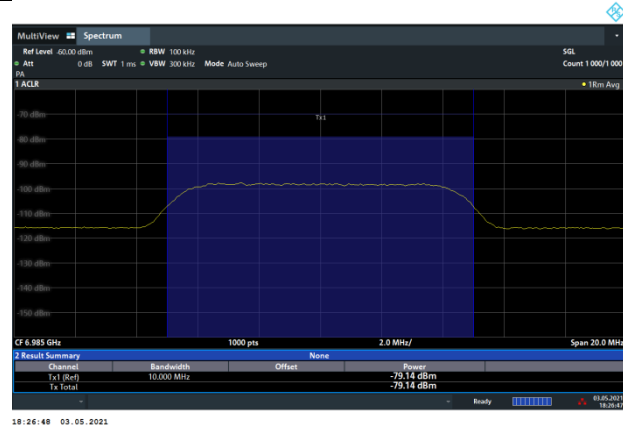 MultiView Spectrum
Ref Level -60.00 dBm RBW 100 kHz SGL
Att 0 dB SWT 1 ms VBW 300 kHz Mode Auto Sweep Count 1 000/1 000
PA
1 ACLR 1Rm Avg
-70 dBm
Tx1
-80 dBm
-90 dBm
-100 dBm
-110 dBm
-120 dBm
-130 dBm
-140 dBm
-150 dBm
CF 6.985 GHz 1000 pts 2.0 MHz/ Span 20.0 MHz
2 Result Summary None
Channel Bandwidth Offset Power
Tx1 (Ref) 10.000 MHz -79.14 dBm
Tx Total -79.14 dBm
Ready 03.05.2021
18:26:47
18:26:48 03.05.2021